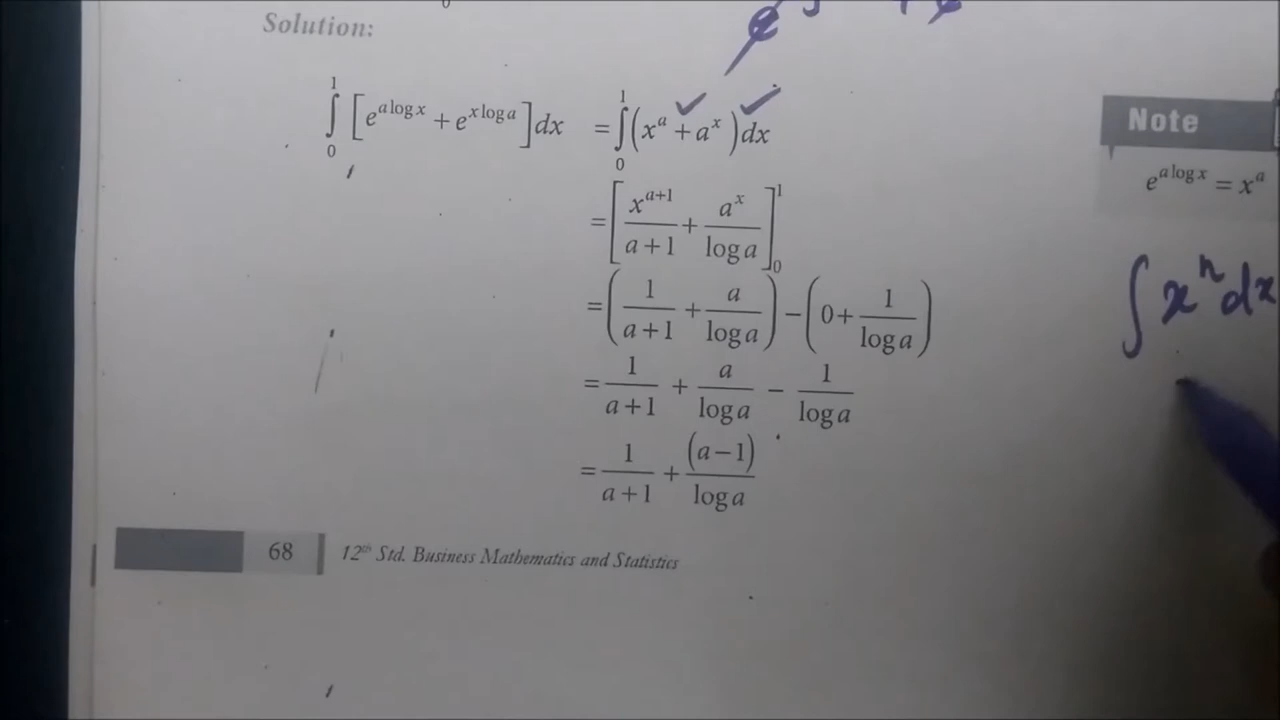 Solution:
∫₀¹ [e^{a log x} + e^{x log a}] dx = ∫₀¹ (x^a + a^x) dx
Note
e^{a log x} = x^a
= [x^{a+1}/(a+1) + a^x/log a]₀¹
∫ x^n dx
= (1/(a+1) + a/log a) − (0 + 1/log a)
= 1/(a+1) + a/log a − 1/log a
= 1/(a+1) + (a−1)/log a
68 12th Std. Business Mathematics and Statistics